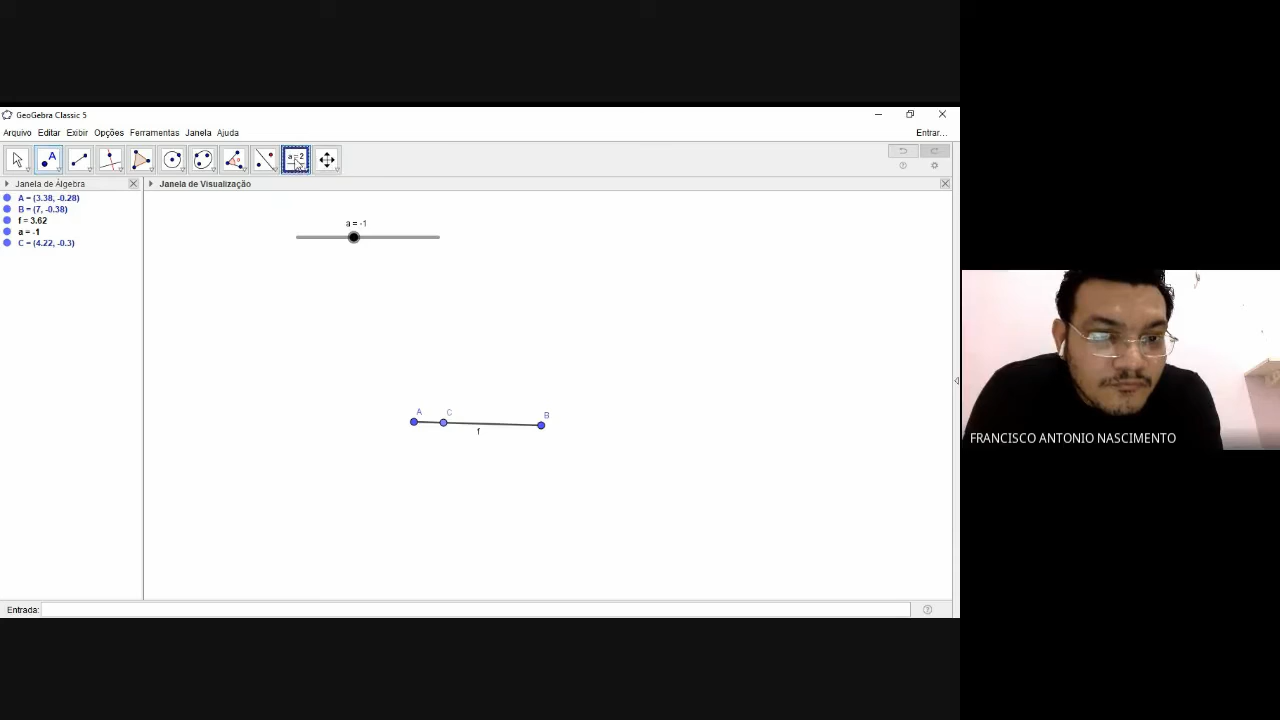 GeoGebra Classic 5
Arquivo Editar Exibir Opções Ferramentas Janela Ajuda
Entrar...
A
a = 2
Janela de Álgebra
Janela de Visualização
A = (3.38, -0.28)
B = (7, -0.38)
f = 3.62
a = -1
C = (4.22, -0.3)
a = -1
A C B
f
FRANCISCO ANTONIO NASCIMENTO
Entrada: